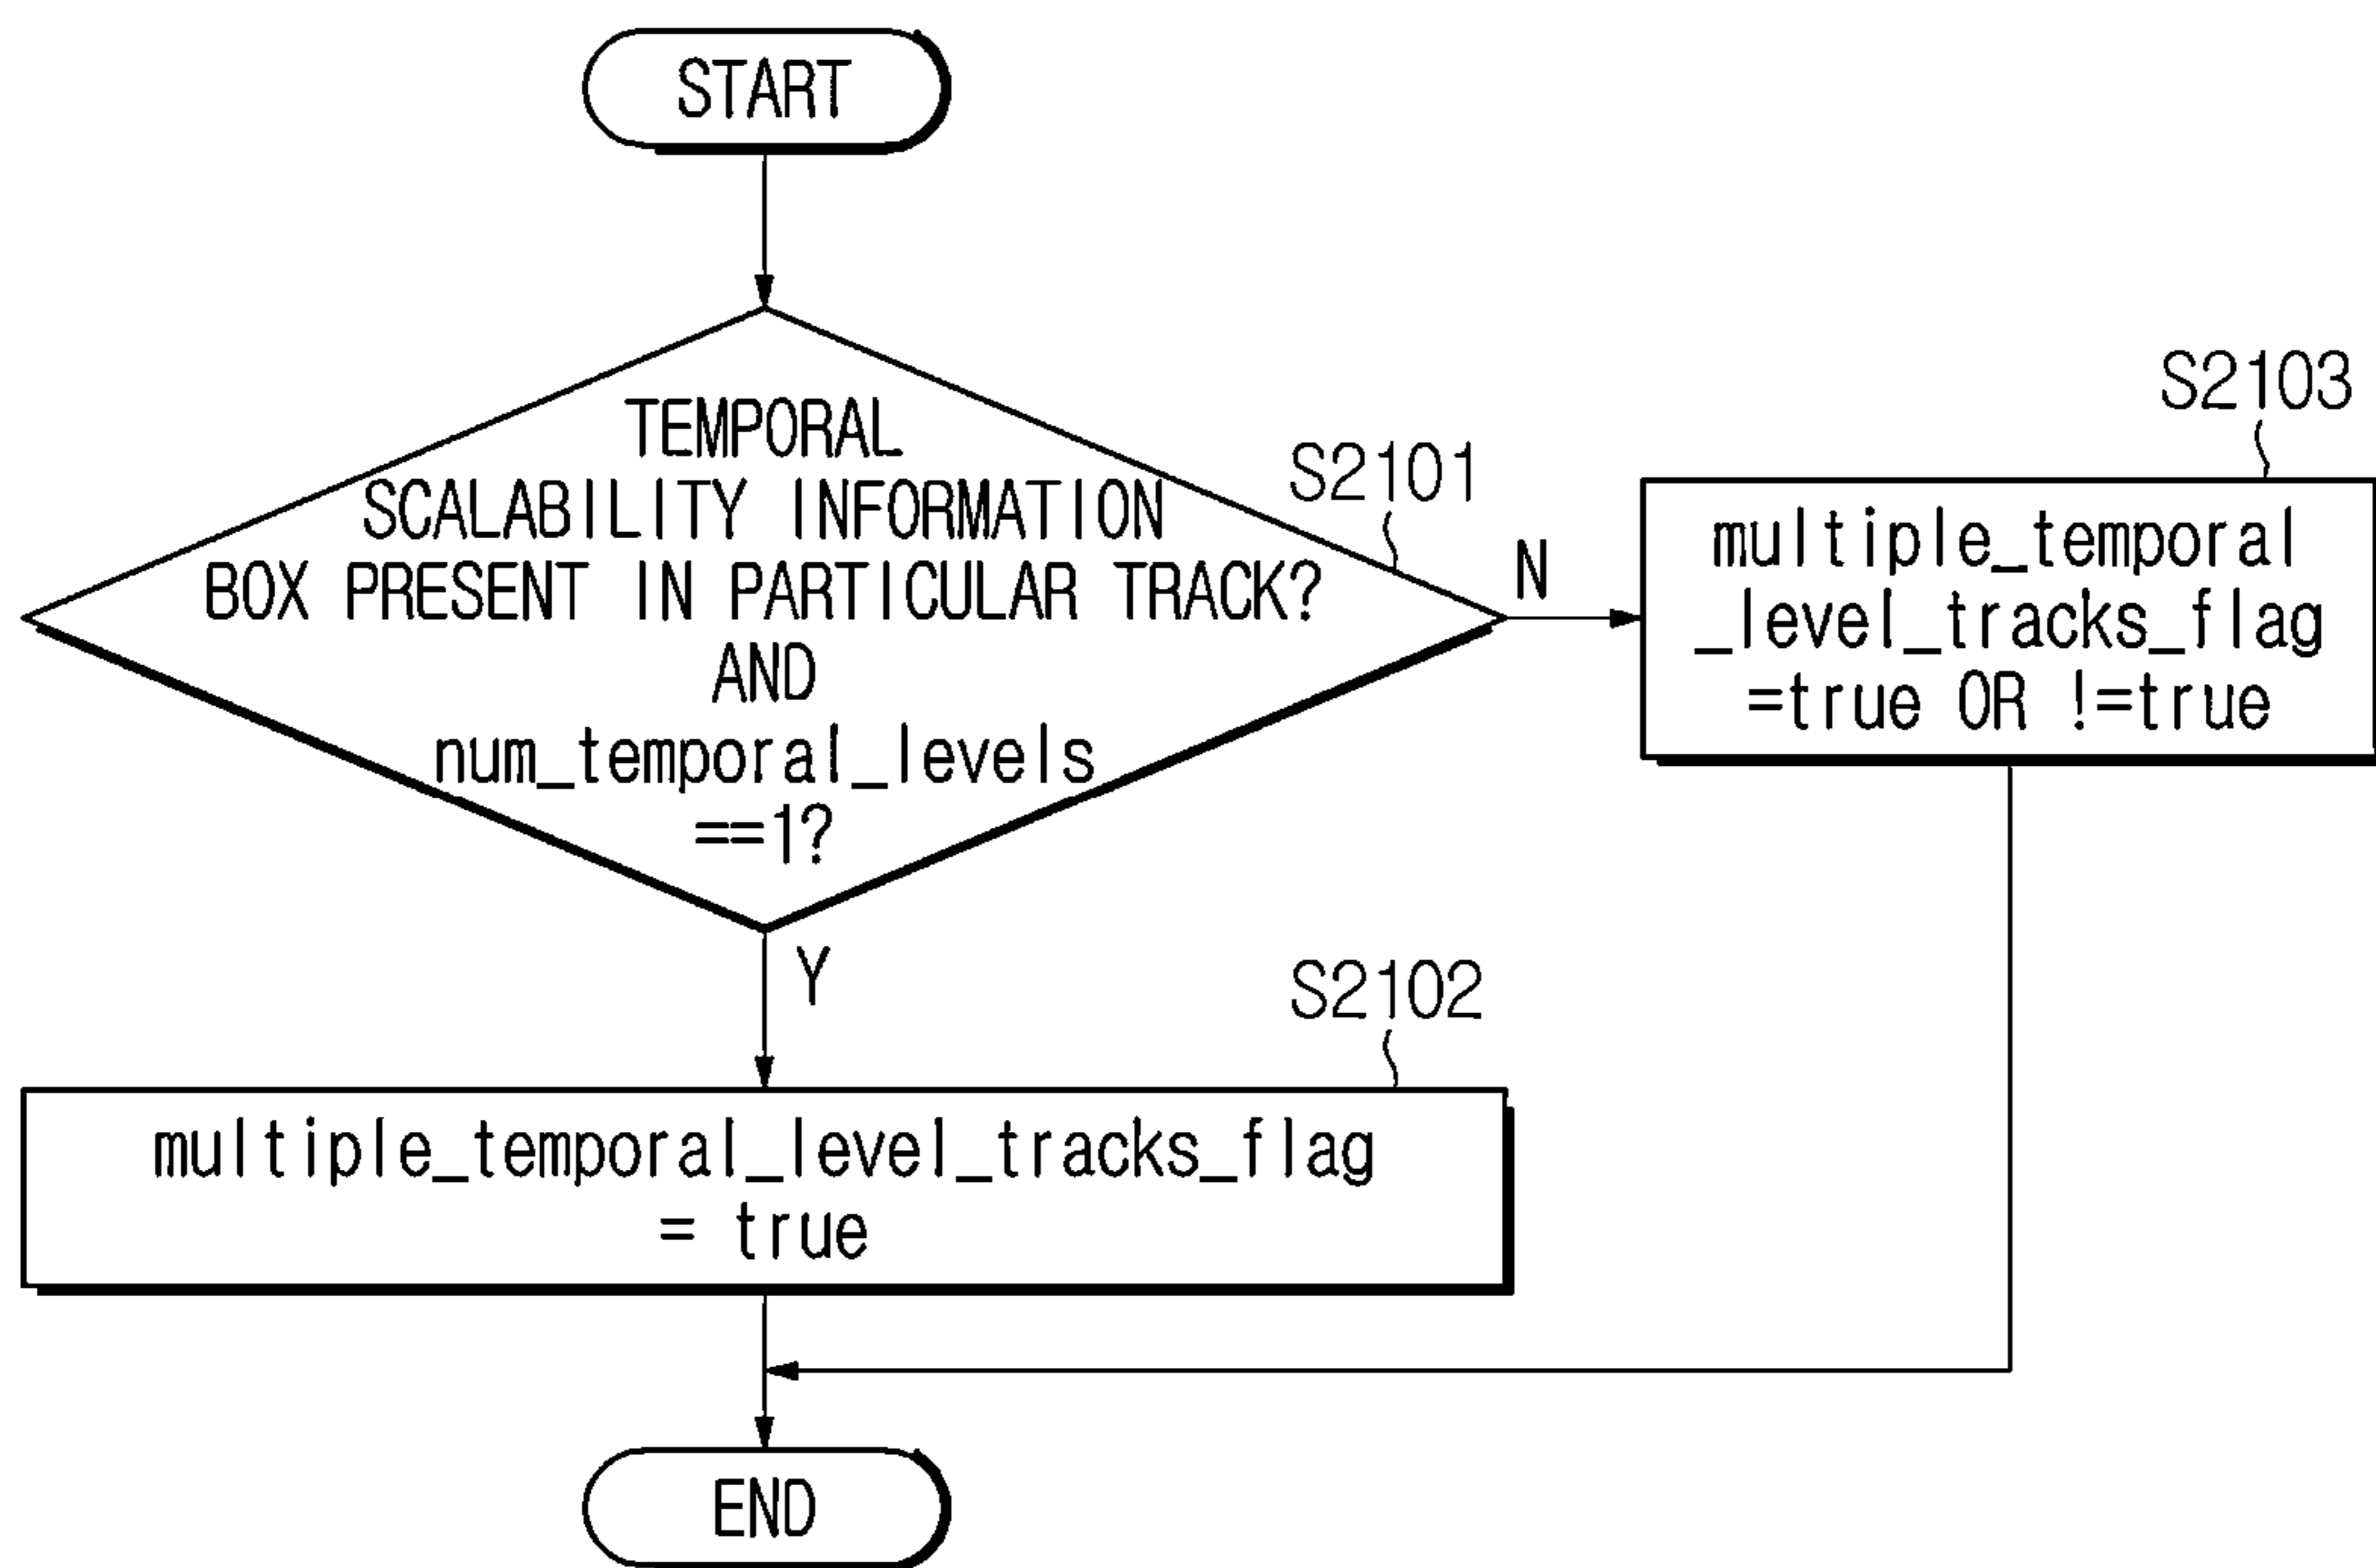 START
TEMPORAL
SCALABILITY INFORMATION
BOX PRESENT IN PARTICULAR TRACK?
AND
num_temporal_levels
==1?
S2101
N
S2103
multiple_temporal
_level_tracks_flag
=true OR !=true
Y
S2102
multiple_temporal_level_tracks_flag
= true
END